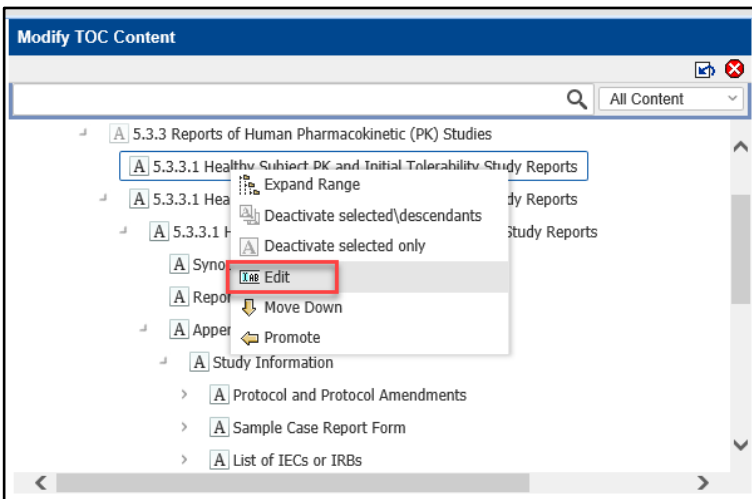 Modify TOC Content
All Content
A 5.3.3 Reports of Human Pharmacokinetic (PK) Studies
A 5.3.3.1 Healthy Subject PK and Initial Tolerability Study Reports
Expand Range
A 5.3.3.1 Hea dy Reports
Deactivate selected\descendants
A 5.3.3.1 H Study Reports
A Deactivate selected only
A Syno
Edit
A Repor
Move Down
A Apper
Promote
A Study Information
A Protocol and Protocol Amendments
A Sample Case Report Form
A List of IECs or IRBs